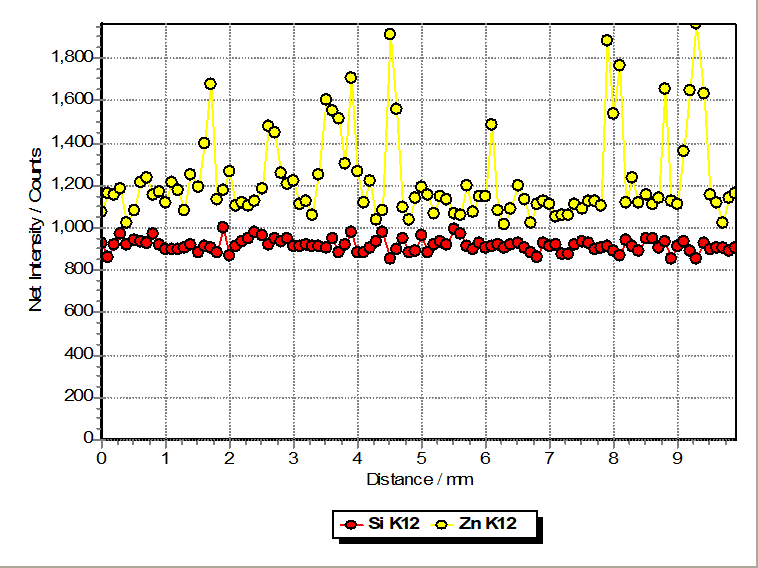 Net Intensity / Counts
1,800
1,600
1,400
1,200
1,000
800
600
400
200
0
0 1 2 3 4 5 6 7 8 9
Distance / mm
Si K12 Zn K12